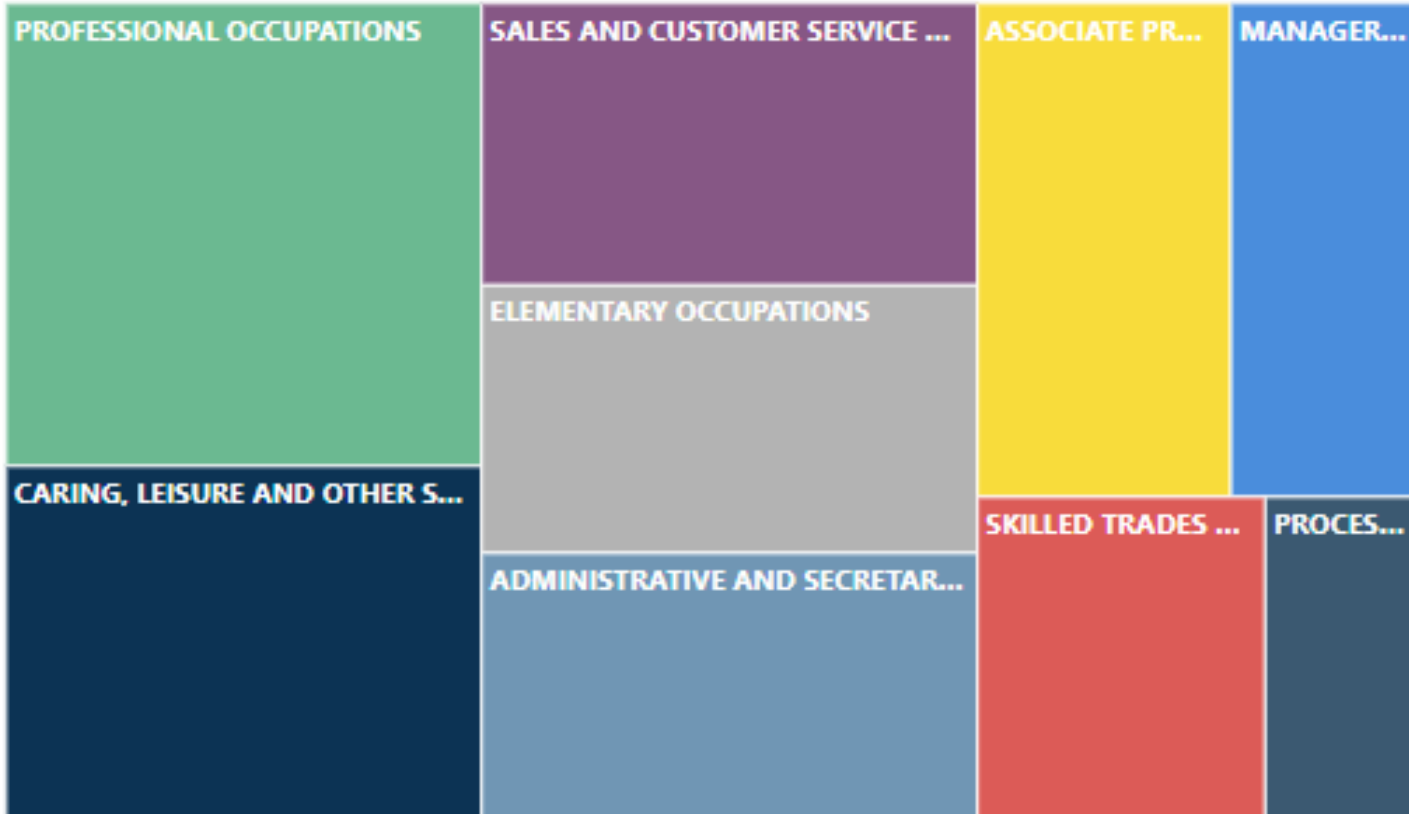 PROFESSIONAL OCCUPATIONS
SALES AND CUSTOMER SERVICE ...
ASSOCIATE PR...
MANAGER...
ELEMENTARY OCCUPATIONS
CARING, LEISURE AND OTHER S...
SKILLED TRADES ...
PROCES...
ADMINISTRATIVE AND SECRETAR...